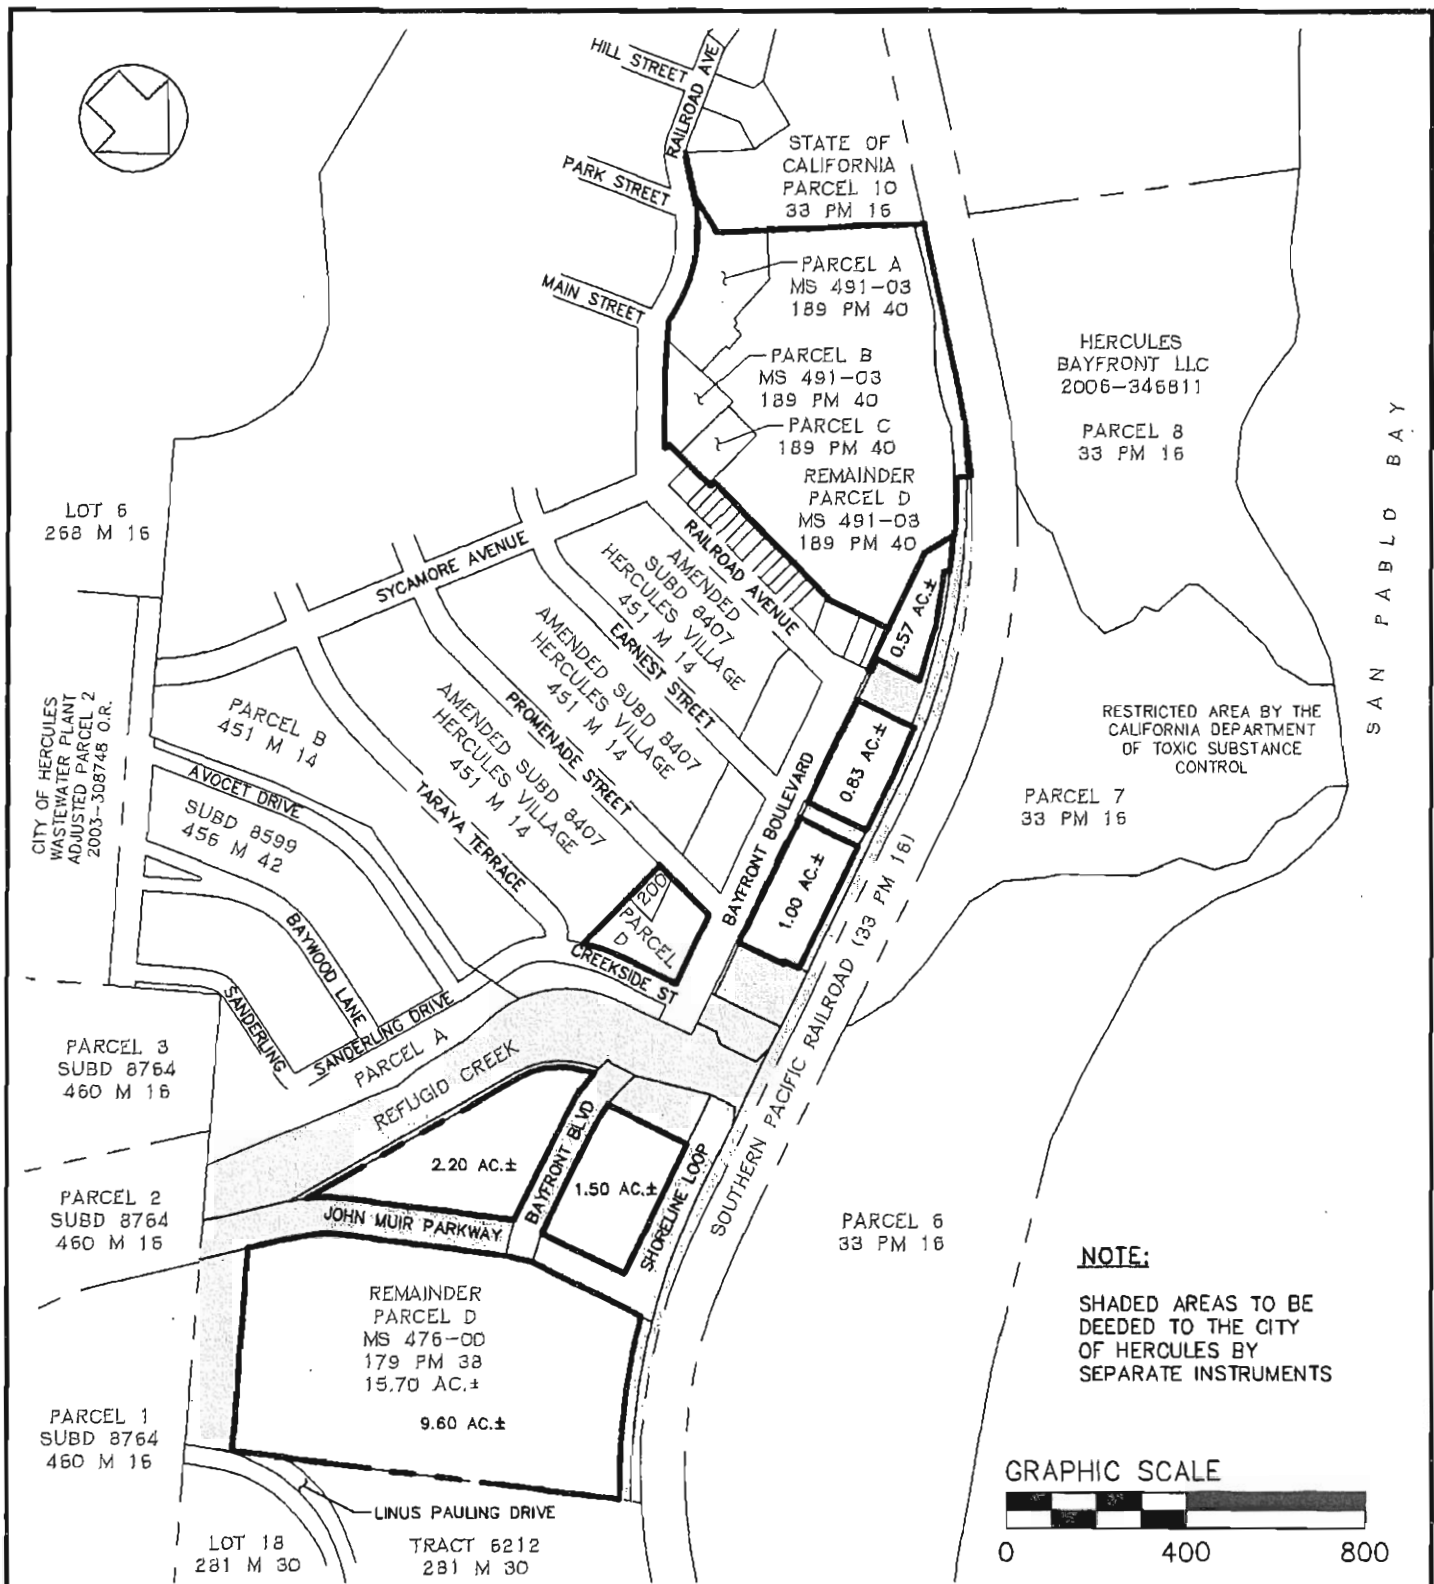 HILL STREET
RAILROAD AVE
PARK STREET
MAIN STREET
STATE OF
CALIFORNIA
PARCEL 10
33 PM 16
PARCEL A
MS 491-03
189 PM 40
PARCEL B
MS 491-03
189 PM 40
PARCEL C
189 PM 40
REMAINDER
PARCEL D
MS 491-03
189 PM 40
HERCULES
BAYFRONT LLC
2006-346811
PARCEL 8
33 PM 16
SAN PABLO BAY
LOT 6
268 M 16
SYCAMORE AVENUE
RAILROAD AVENUE
AMENDED
SUBD 8407
HERCULES VILLAGE
451 M 14
EARNEST STREET
AMENDED SUBD 8407
HERCULES VILLAGE
451 M 14
PROMENADE STREET
AMENDED SUBD 8407
HERCULES VILLAGE
451 M 14
TARAYA TERRACE
0.57 AC.±
0.83 AC.±
1.00 AC.±
BAYFRONT BOULEVARD
RESTRICTED AREA BY THE
CALIFORNIA DEPARTMENT
OF TOXIC SUBSTANCE
CONTROL
PARCEL 7
33 PM 16
CITY OF HERCULES
WASTEWATER PLANT
ADJUSTED PARCEL 2
2003-308748 O.R.
PARCEL B
451 M 14
AVOCET DRIVE
SUBD 8599
456 M 42
BAYWOOD LANE
SANDERLING
SANDERLING DRIVE
200
PARCEL
D
CREEKSIDE ST
PARCEL A
REFUGIO CREEK
SOUTHERN PACIFIC RAILROAD (33 PM 16)
PARCEL 3
SUBD 8764
460 M 16
2.20 AC.±
BAYFRONT BLVD
1.50 AC.±
SHORELINE LOOP
PARCEL 2
SUBD 8764
460 M 16
JOHN MUIR PARKWAY
PARCEL 6
33 PM 16
REMAINDER
PARCEL D
MS 476-00
179 PM 38
15.70 AC.±
9.60 AC.±
NOTE:
SHADED AREAS TO BE
DEEDED TO THE CITY
OF HERCULES BY
SEPARATE INSTRUMENTS
PARCEL 1
SUBD 8764
460 M 16
LINUS PAULING DRIVE
LOT 18
281 M 30
TRACT 6212
281 M 30
GRAPHIC SCALE
0 400 800